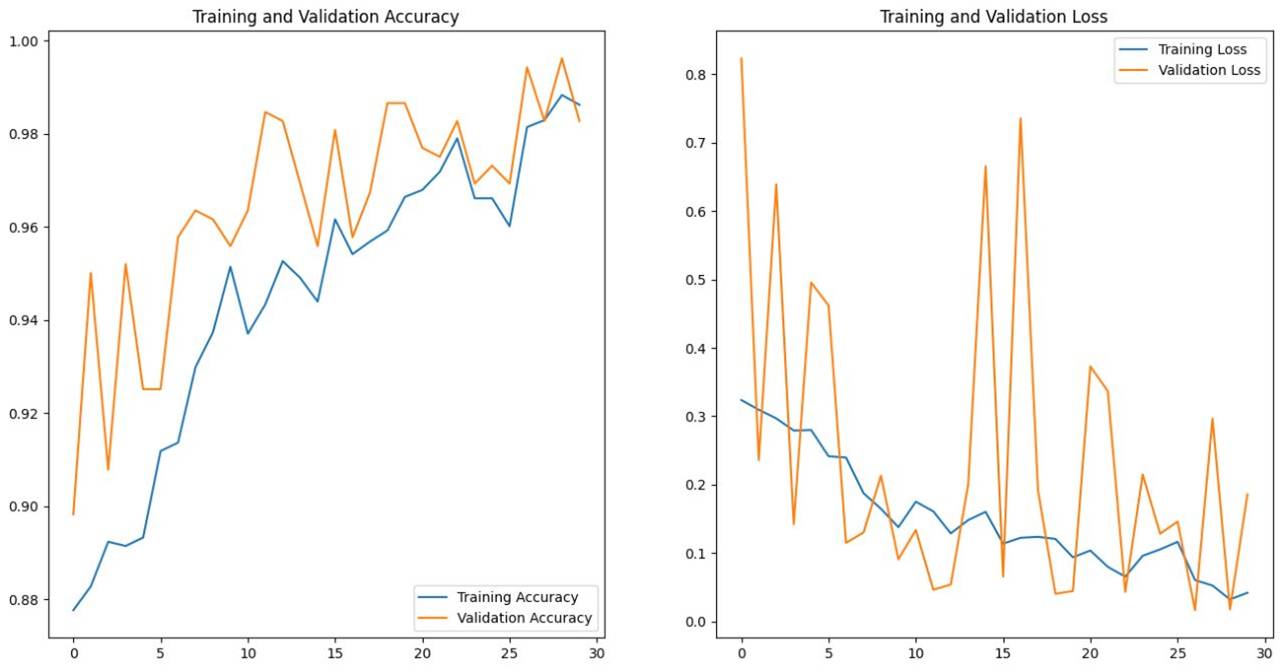 Training and Validation Accuracy
1.00
0.98
0.96
0.94
0.92
0.90
0.88
0 5 10 15 20 25 30
Training Accuracy
Validation Accuracy
Training and Validation Loss
0.8
0.7
0.6
0.5
0.4
0.3
0.2
0.1
0.0
0 5 10 15 20 25 30
Training Loss
Validation Loss